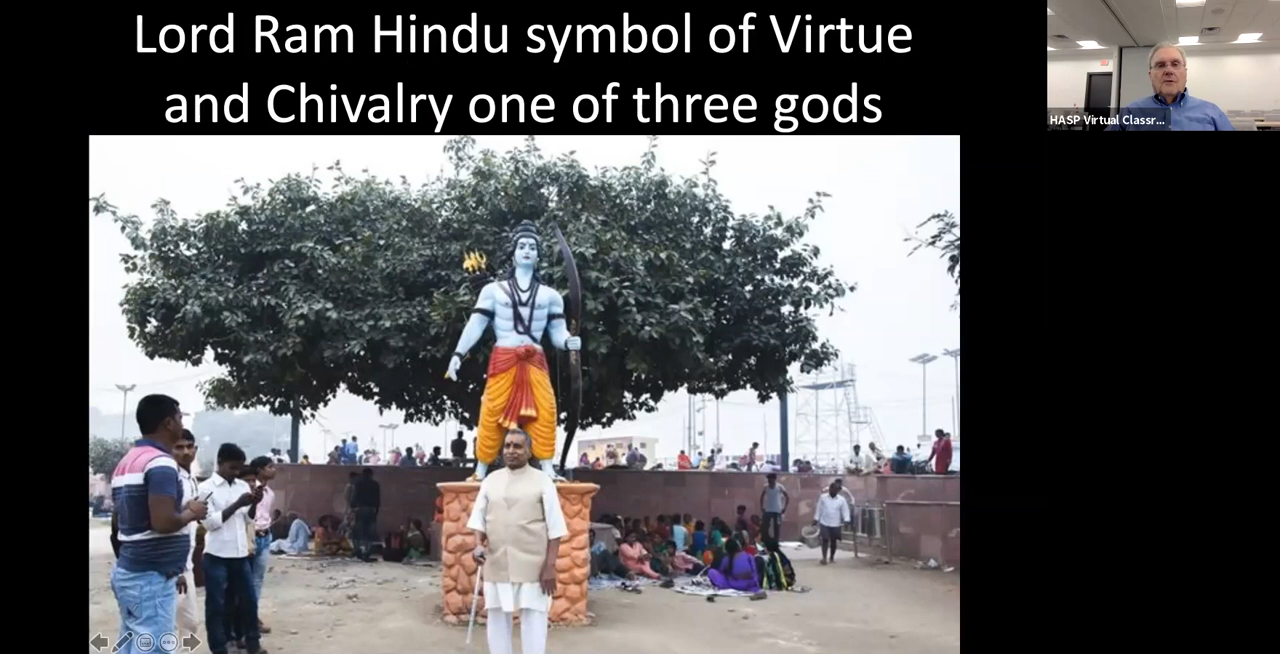 Lord Ram Hindu symbol of Virtue
and Chivalry one of three gods
HASP Virtual Classr...